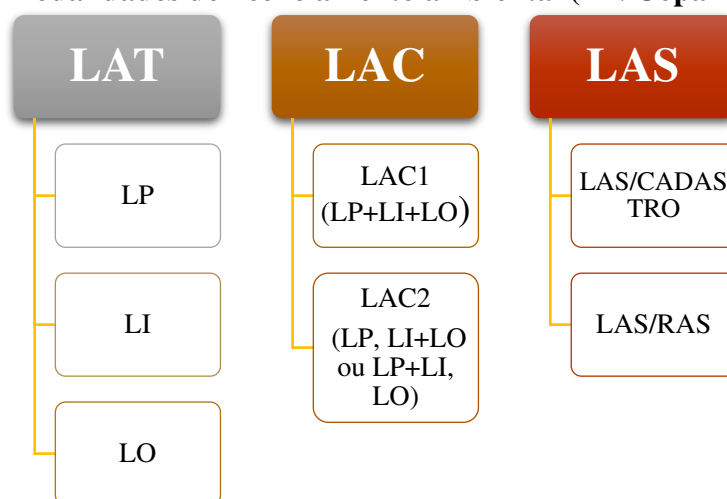 LAT
LP
LI
LO
LAC
LAC1
(LP+LI+LO)
LAC2
(LP, LI+LO
ou LP+LI,
LO)
LAS
LAS/CADAS
TRO
LAS/RAS